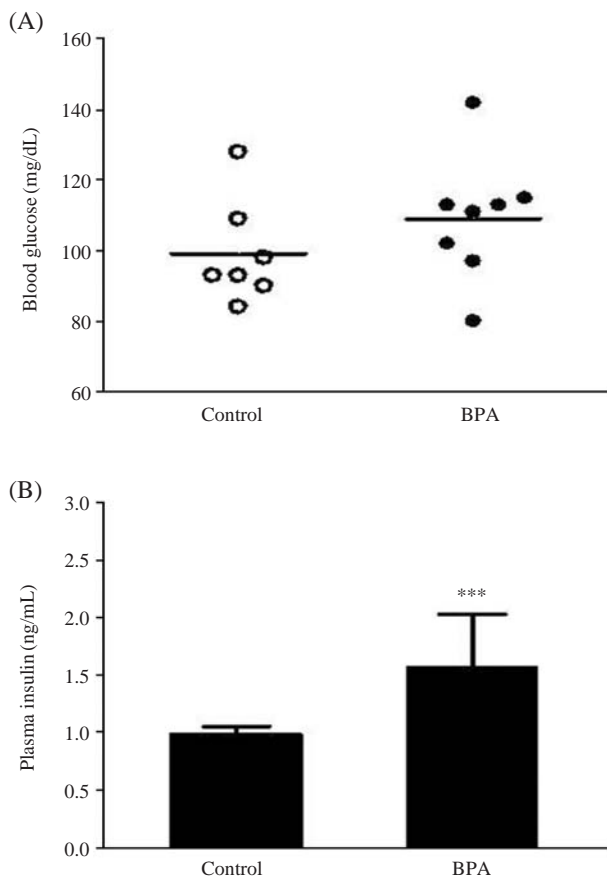 (A)
160
140
120
100
80
60
Blood glucose (mg/dL)
Control BPA
(B)
3.0
2.5
2.0
1.5
1.0
0.5
0.0
Plasma insulin (ng/mL)
***
Control BPA